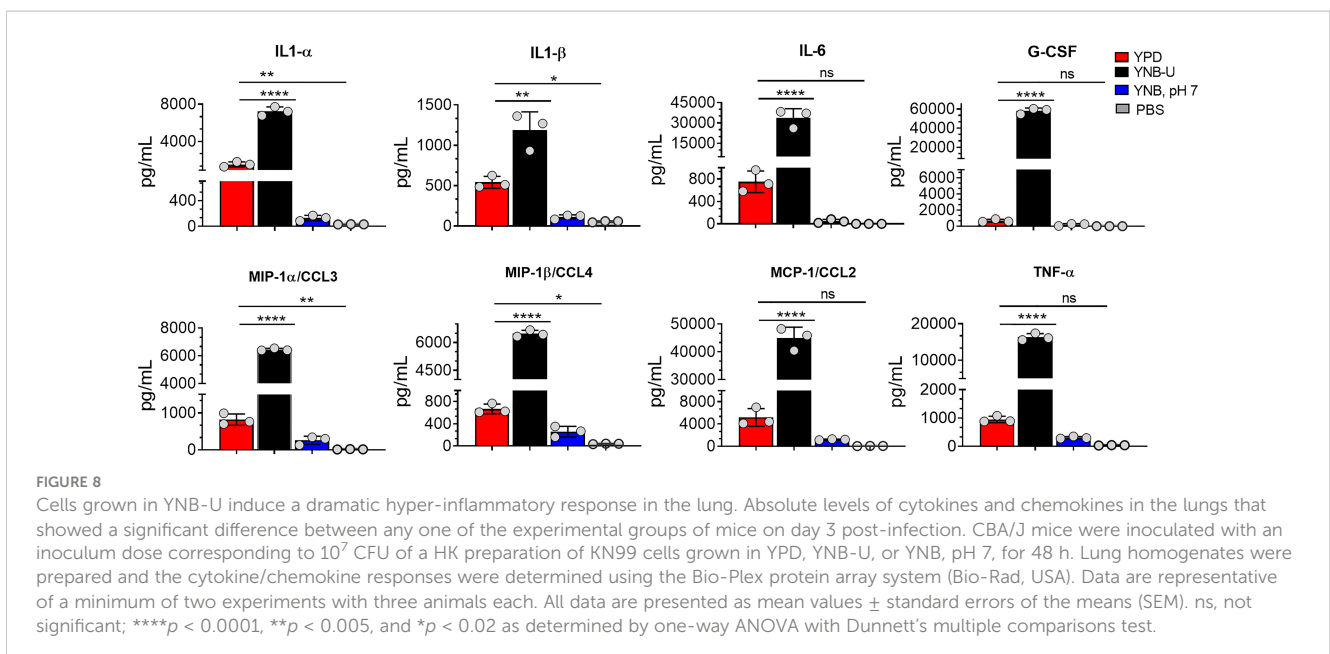 IL1-α
IL1-β
IL-6
G-CSF
YPD
YNB-U
YNB, pH 7
PBS
**
****
*
**
ns
****
ns
****
pg/mL
8000
4000
400
0
1500
1000
500
0
pg/mL
45000
35000
25000
15000
800
400
0
pg/mL
60000
50000
40000
30000
20000
10000
6000
4000
2000
0
MIP-1α/CCL3
MIP-1β/CCL4
MCP-1/CCL2
TNF-α
**
****
*
****
ns
****
ns
****
pg/mL
8000
6000
4000
1000
0
pg/mL
6000
4500
3000
800
400
0
pg/mL
50000
40000
30000
8000
4000
0
pg/mL
20000
15000
10000
2000
1000
0
FIGURE 8
Cells grown in YNB-U induce a dramatic hyper-inflammatory response in the lung. Absolute levels of cytokines and chemokines in the lungs that
showed a significant difference between any one of the experimental groups of mice on day 3 post-infection. CBA/J mice were inoculated with an
inoculum dose corresponding to 10⁷ CFU of a HK preparation of KN99 cells grown in YPD, YNB-U, or YNB, pH 7, for 48 h. Lung homogenates were
prepared and the cytokine/chemokine responses were determined using the Bio-Plex protein array system (Bio-Rad, USA). Data are representative
of a minimum of two experiments with three animals each. All data are presented as mean values ± standard errors of the means (SEM). ns, not
significant; ****p < 0.0001, **p < 0.005, and *p < 0.02 as determined by one-way ANOVA with Dunnett’s multiple comparisons test.